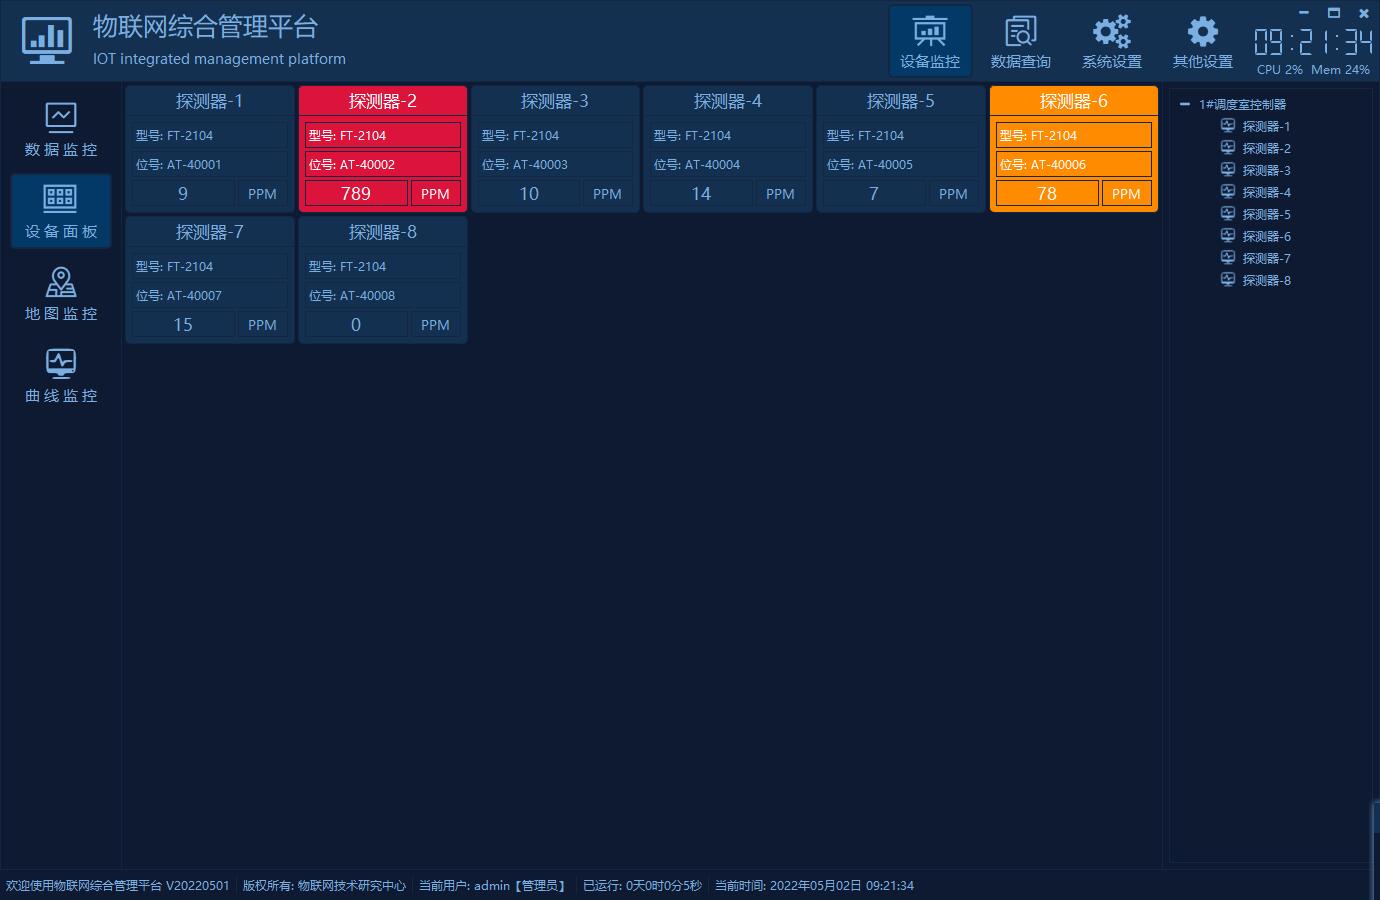 物联网综合管理平台
IOT integrated management platform
设备监控
数据查询
系统设置
其他设置
09:21:34
CPU 2% Mem 24%
数据监控
设备面板
地图监控
曲线监控
探测器-1
型号: FT-2104
位号: AT-40001
9 PPM
探测器-2
型号: FT-2104
位号: AT-40002
789 PPM
探测器-3
型号: FT-2104
位号: AT-40003
10 PPM
探测器-4
型号: FT-2104
位号: AT-40004
14 PPM
探测器-5
型号: FT-2104
位号: AT-40005
7 PPM
探测器-6
型号: FT-2104
位号: AT-40006
78 PPM
探测器-7
型号: FT-2104
位号: AT-40007
15 PPM
探测器-8
型号: FT-2104
位号: AT-40008
0 PPM
1#调度室控制器
探测器-1
探测器-2
探测器-3
探测器-4
探测器-5
探测器-6
探测器-7
探测器-8
欢迎使用物联网综合管理平台 V20220501 版权所有: 物联网技术研究中心 当前用户: admin【管理员】 已运行: 0天0时0分5秒 当前时间: 2022年05月02日 09:21:34